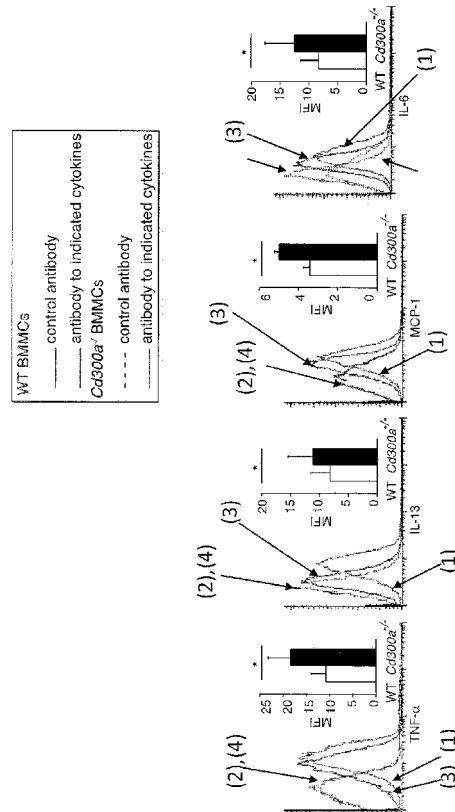 WT BMMCs
control antibody
antibody to indicated cytokines
Cd300a-/- BMMCs
control antibody
antibody to indicated cytokines
(2),(4)
(1)
(3)
TNF-α
MFI
25
20
15
10
5
0
*
WT Cd300a-/-
(2),(4)
(3)
(1)
IL-13
MFI
20
15
10
5
0
*
WT Cd300a-/-
(2),(4)
(3)
(1)
MCP-1
MFI
6
4
2
0
*
WT Cd300a-/-
(3)
(1)
IL-6
MFI
20
15
10
5
0
*
WT Cd300a-/-